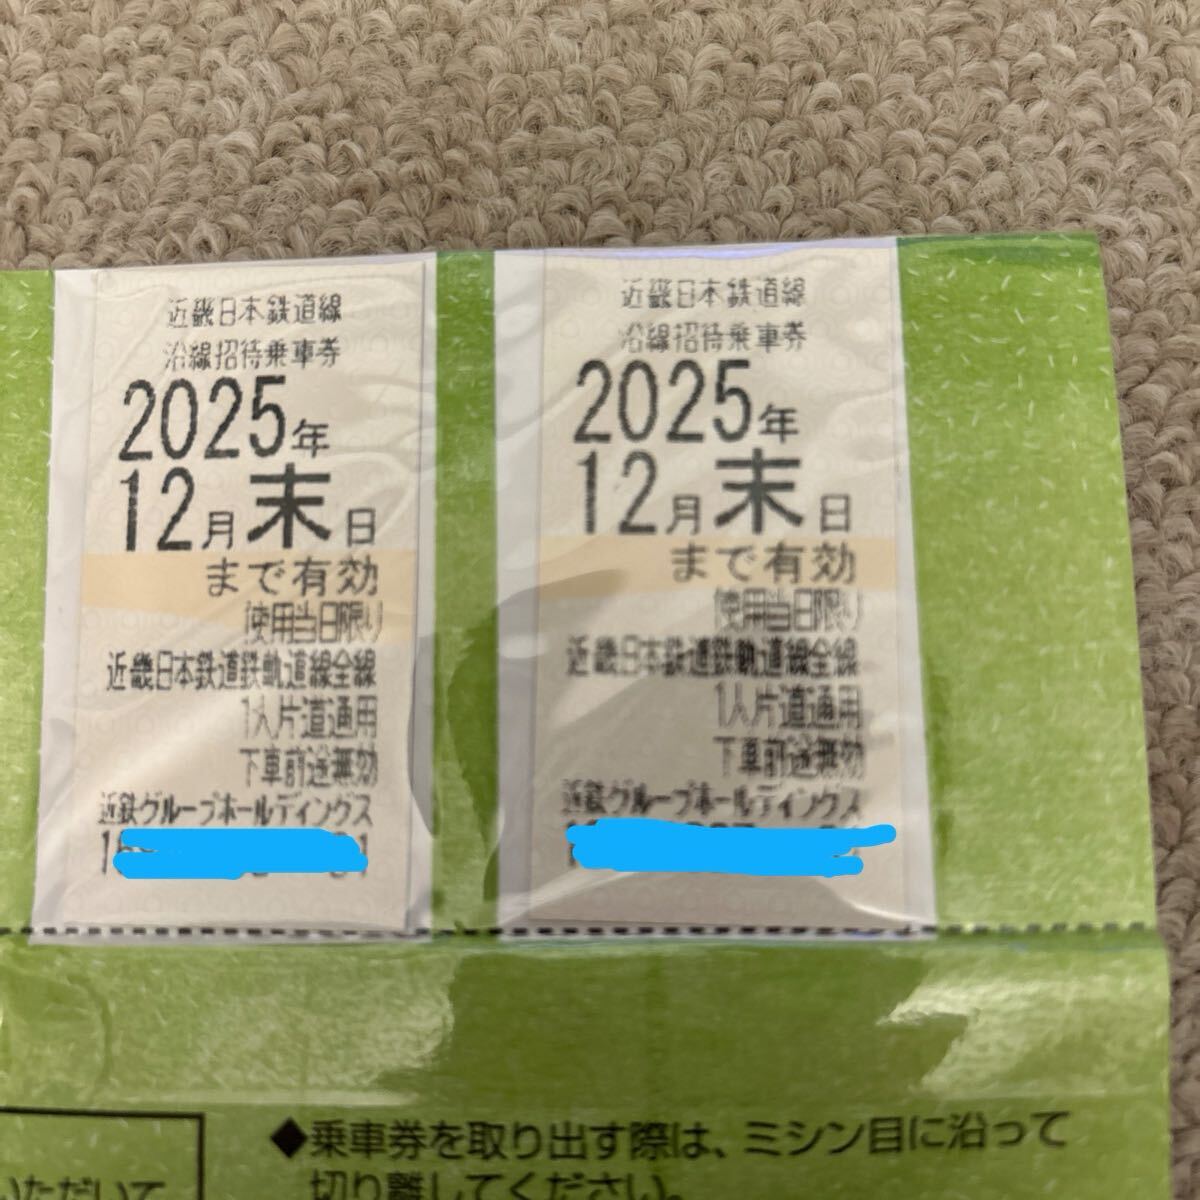 近畿日本鉄道線
沿線招待乗車券
2025年
12月末日
まで有効
使用当日限り
近畿日本鉄道鉄軌道線全線
1人片道通用
下車前途無効
近鉄グループホールディングス
近畿日本鉄道線
沿線招待乗車券
2025年
12月末日
まで有効
使用当日限り
近畿日本鉄道鉄軌道線全線
1人片道通用
下車前途無効
近鉄グループホールディングス
◆乗車券を取り出す際は、ミシン目に沿って
切り離してください。
いただいて